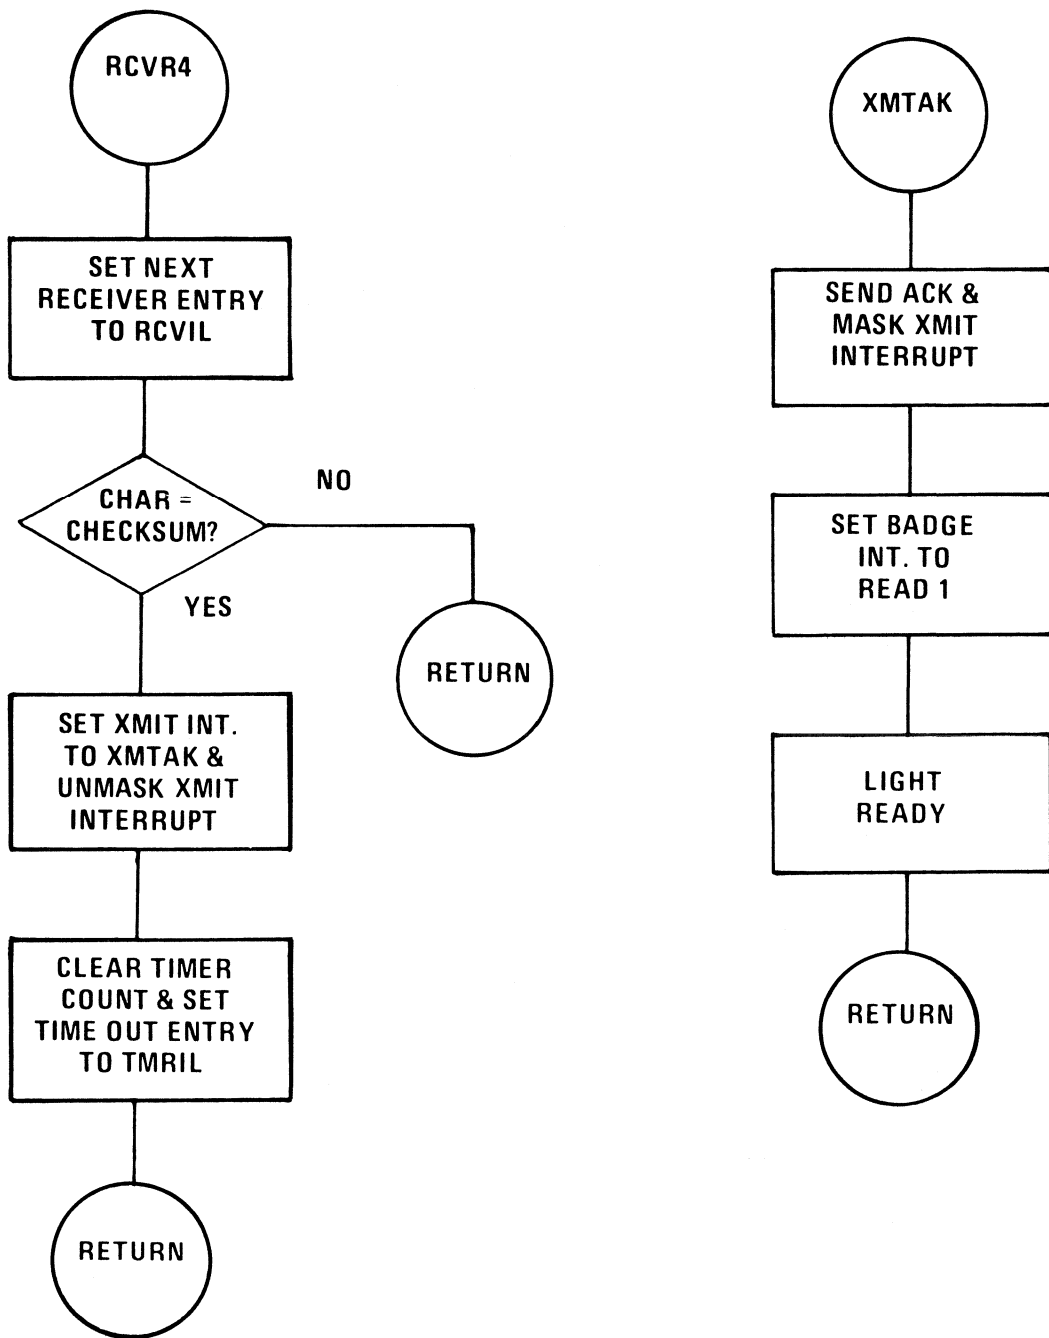 RCVR4
SET NEXT
RECEIVER ENTRY
TO RCVIL
CHAR =
CHECKSUM?
NO
YES
RETURN
SET XMIT INT.
TO XMTAK &
UNMASK XMIT
INTERRUPT
CLEAR TIMER
COUNT & SET
TIME OUT ENTRY
TO TMRIL
RETURN
XMTAK
SEND ACK &
MASK XMIT
INTERRUPT
SET BADGE
INT. TO
READ 1
LIGHT
READY
RETURN